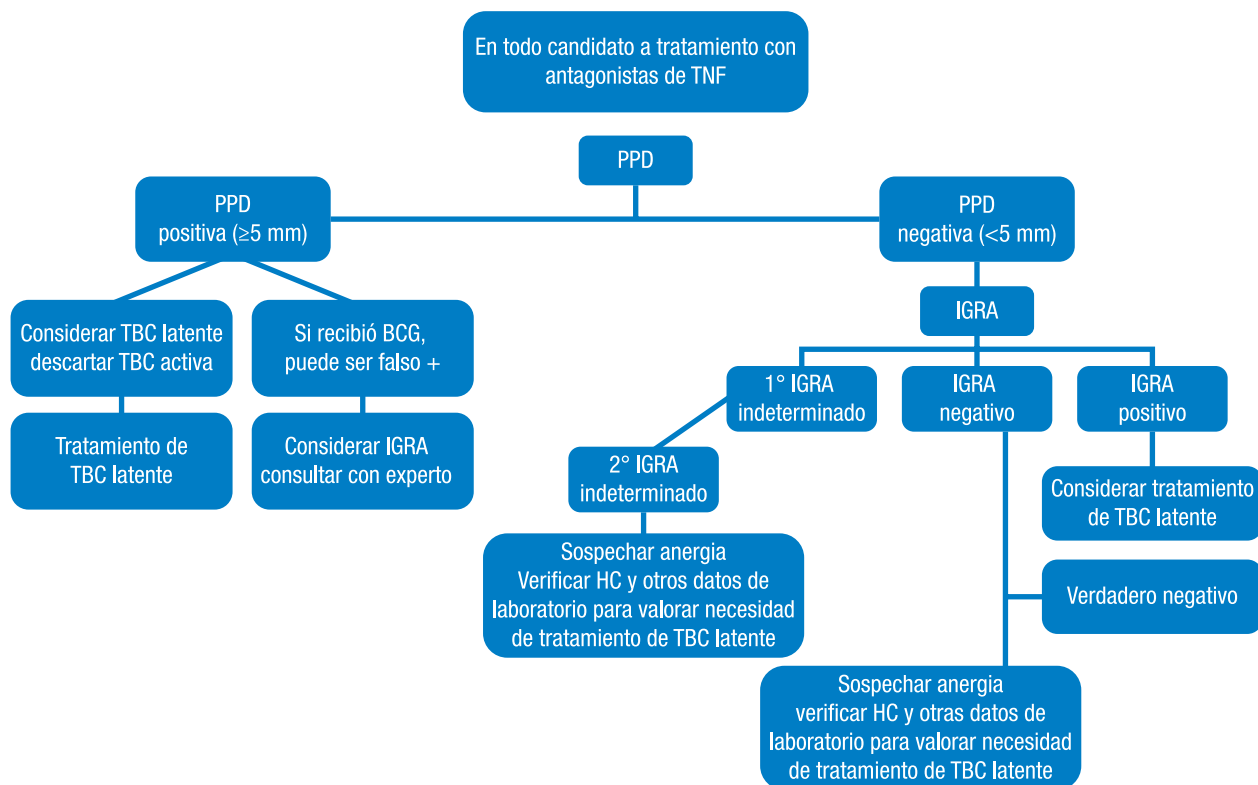 En todo candidato a tratamiento con
antagonistas de TNF
PPD
PPD
positiva (≥5 mm)
PPD
negativa (<5 mm)
Considerar TBC latente
descartar TBC activa
Si recibió BCG,
puede ser falso +
IGRA
Tratamiento de
TBC latente
Considerar IGRA
consultar con experto
1° IGRA
indeterminado
IGRA
negativo
IGRA
positivo
2° IGRA
indeterminado
Considerar tratamiento
de TBC latente
Sospechar anergia
Verificar HC y otros datos de
laboratorio para valorar necesidad
de tratamiento de TBC latente
Verdadero negativo
Sospechar anergia
verificar HC y otras datos de
laboratorio para valorar necesidad
de tratamiento de TBC latente